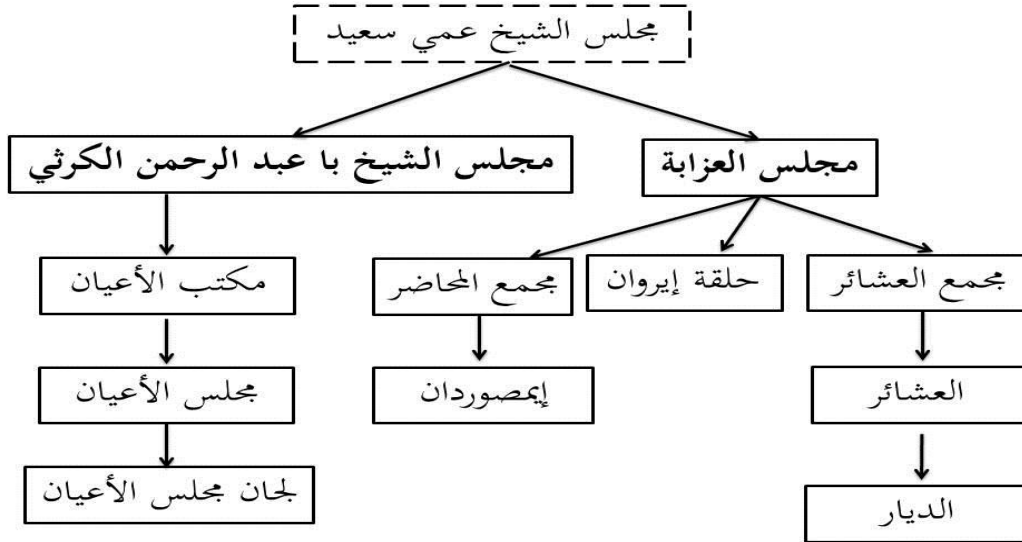 مجلس الشيخ عمي سعيد
مجلس العزابة
مجلس الشيخ با عبد الرحمن الكرثي
مجمع العشائر
حلقة إيروان
مجمع المحاضر
مكتب الأعيان
العشائر
إيمصوردان
مجلس الأعيان
الديار
لجان مجلس الأعيان